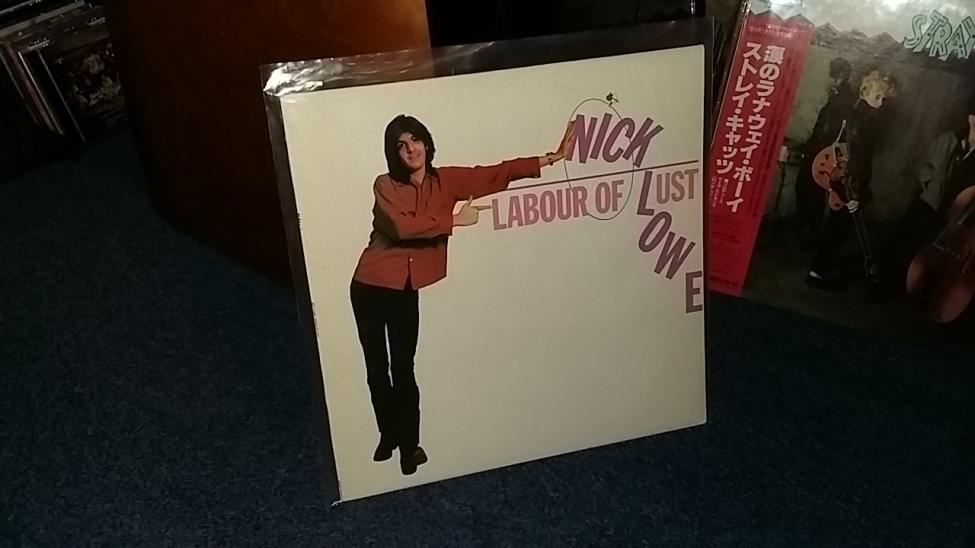 NICK LOWE
LABOUR OF LUST
涙のラナウェイ・ボーイ
ストレイ・キャッツ
STRAY